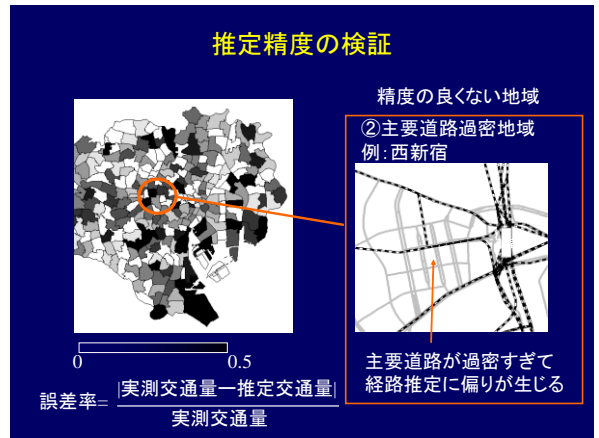 推定精度の検証
精度の良くない地域
②主要道路過密地域
例:西新宿
主要道路が過密すぎて
経路推定に偏りが生じる
0 0.5
誤差率= |実測交通量ー推定交通量|
実測交通量